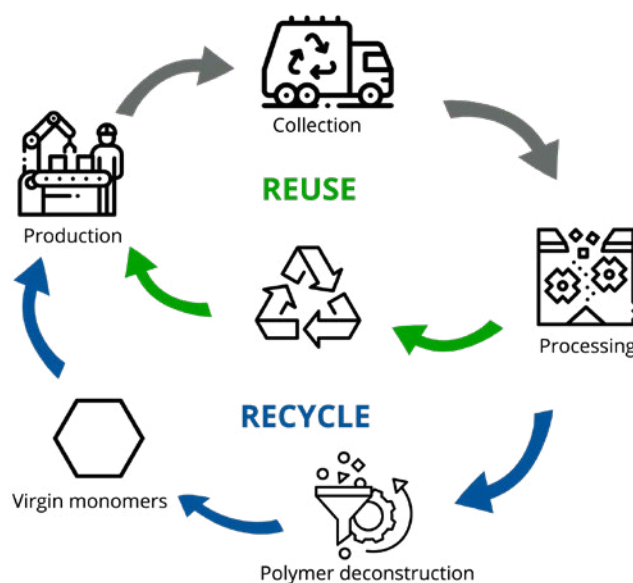 Collection
REUSE
Production
Processing
RECYCLE
Virgin monomers
Polymer deconstruction